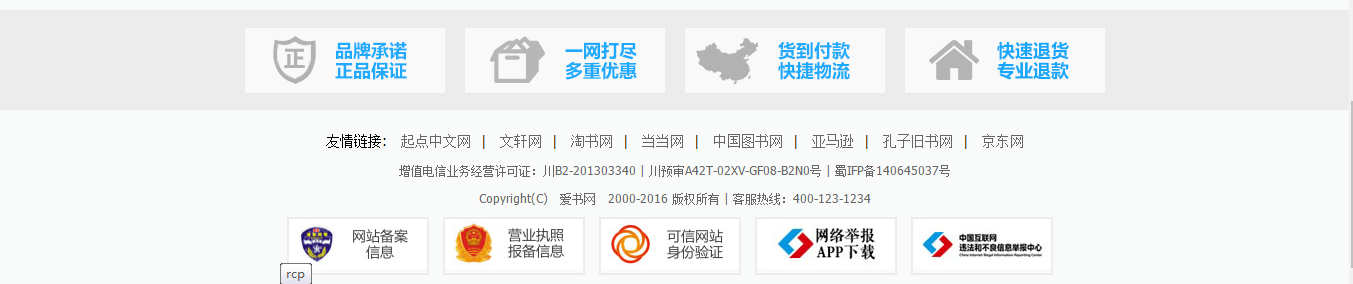 正
品牌承诺
正品保证
一网打尽
多重优惠
货到付款
快捷物流
快速退货
专业退款
友情链接： 起点中文网 | 文轩网 | 淘书网 | 当当网 | 中国图书网 | 亚马逊 | 孔子旧书网 | 京东网
增值电信业务经营许可证：川B2-201303340 | 川预审A42T-02XV-GF08-B2N0号 | 蜀IFP备140645037号
Copyright(C) 爱书网 2000-2016 版权所有 | 客服热线：400-123-1234
网站备案
信息
营业执照
报备信息
可信网站
身份验证
网络举报
APP下载
中国互联网
违法和不良信息举报中心
China Internet Illegal Information Reporting Center
rcp